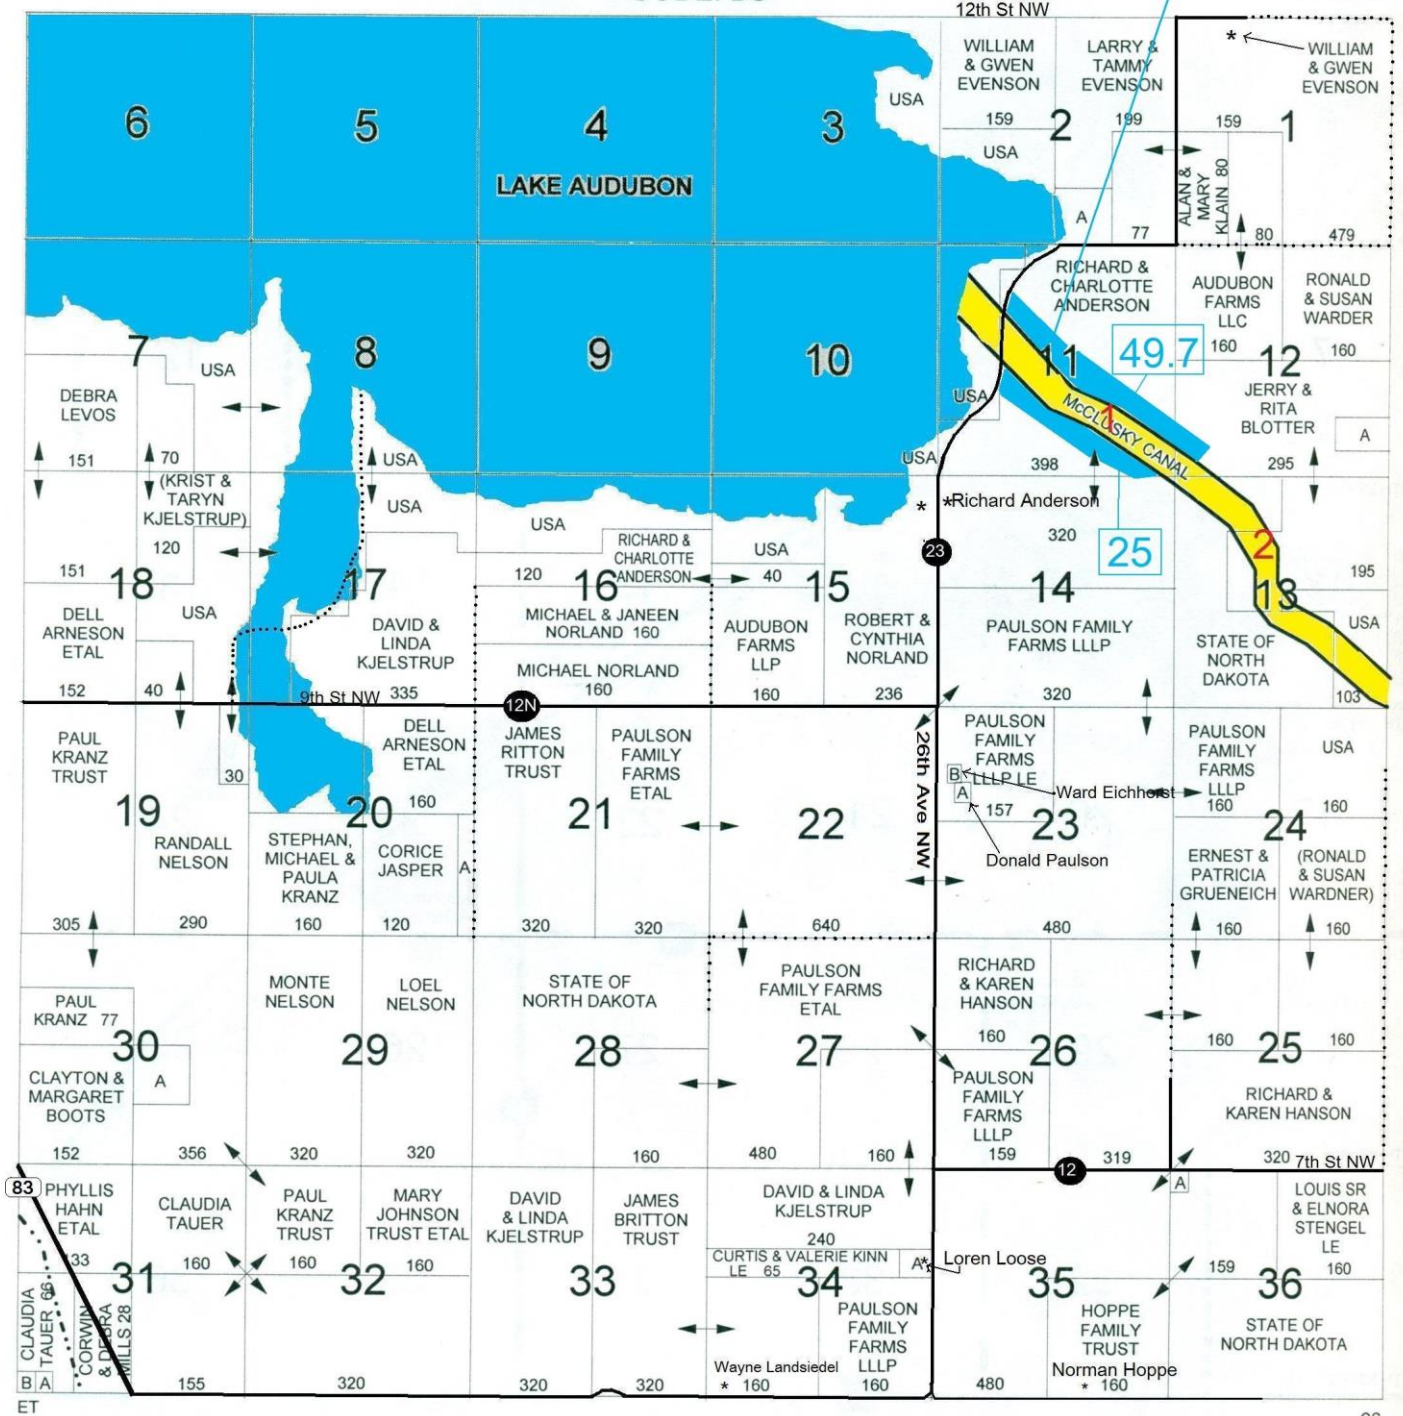 12th St NW
WILLIAM
& GWEN
EVENSON
159
LARRY &
TAMMY
EVENSON
199
WILLIAM
& GWEN
EVENSON
*
159
6
5
4
3
2
1
USA
USA
LAKE AUDUBON
A
77
ALAN &
MARY
KLAIN 80
80
479
RICHARD &
CHARLOTTE
ANDERSON
AUDUBON
FARMS
LLC
160
RONALD
& SUSAN
WARDER
160
7
8
9
10
11
12
49.7
USA
DEBRA
LEVOS
151
USA
JERRY &
RITA
BLOTTER
A
1
McCLUSKY CANAL
70
(KRIST &
TARYN
KJELSTRUP)
120
USA
USA
USA
398
295
USA
* *Richard Anderson
320
25
2
23
RICHARD &
CHARLOTTE
ANDERSON
USA
40
120
151
18
17
16
15
14
13
195
USA
DELL
ARNESON
ETAL
152
USA
40
DAVID &
LINDA
KJELSTRUP
335
MICHAEL & JANEEN
NORLAND 160
MICHAEL NORLAND
160
AUDUBON
FARMS
LLP
160
ROBERT &
CYNTHIA
NORLAND
236
PAULSON FAMILY
FARMS LLLP
320
STATE OF
NORTH
DAKOTA
103
9th St NW
12N
26th Ave NW
PAUL
KRANZ
TRUST
30
DELL
ARNESON
ETAL
160
JAMES
RITTON
TRUST
PAULSON
FAMILY
FARMS
ETAL
PAULSON
FAMILY
FARMS
LLLP LE
B
A
157
Ward Eichhorst
Donald Paulson
PAULSON
FAMILY
FARMS
LLLP
160
USA
160
19
20
21
22
23
24
RANDALL
NELSON
STEPHAN,
MICHAEL &
PAULA
KRANZ
CORICE
JASPER
A
ERNEST &
PATRICIA
GRUENEICH
(RONALD
& SUSAN
WARDNER)
305
290
160
120
320
320
640
480
160
160
PAUL
KRANZ 77
MONTE
NELSON
LOEL
NELSON
STATE OF
NORTH DAKOTA
PAULSON
FAMILY FARMS
ETAL
RICHARD
& KAREN
HANSON
160
160
160
30
29
28
27
26
25
CLAYTON &
MARGARET
BOOTS
A
PAULSON
FAMILY
FARMS
LLLP
RICHARD &
KAREN HANSON
152
356
320
320
160
480
160
159
319
320
7th St NW
12
83
PHYLLIS
HAHN
ETAL
133
CLAUDIA
TAUER
160
PAUL
KRANZ
TRUST
160
MARY
JOHNSON
TRUST ETAL
160
DAVID
& LINDA
KJELSTRUP
JAMES
BRITTON
TRUST
DAVID & LINDA
KJELSTRUP
240
CURTIS & VALERIE KINN
LE 65
A*
Loren Loose
A
LOUIS SR
& ELNORA
STENGEL
LE
160
159
31
32
33
34
35
36
CLAUDIA
TAUER 66
CORWIN
& DEBRA
MILLS 28
B A
PAULSON
FAMILY
FARMS
LLLP
HOPPE
FAMILY
TRUST
STATE OF
NORTH DAKOTA
Wayne Landsiedel
*
Norman Hoppe
*
155
320
320
320
160
160
480
160
ET